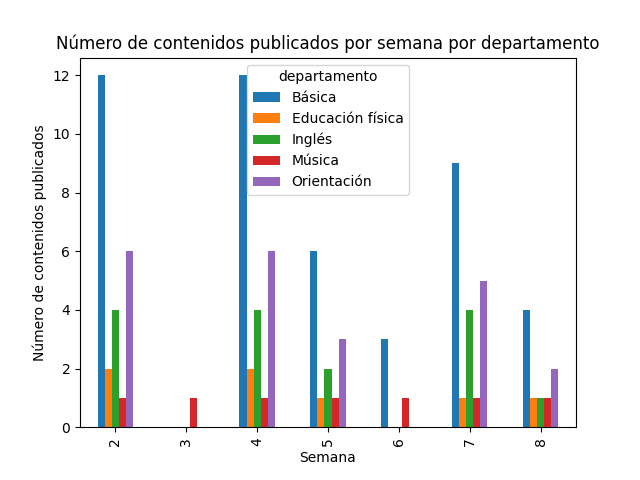 Número de contenidos publicados por semana por departamento
Número de contenidos publicados
12
10
8
6
4
2
0
departamento
Básica
Educación física
Inglés
Música
Orientación
2
3
4
5
6
7
8
Semana